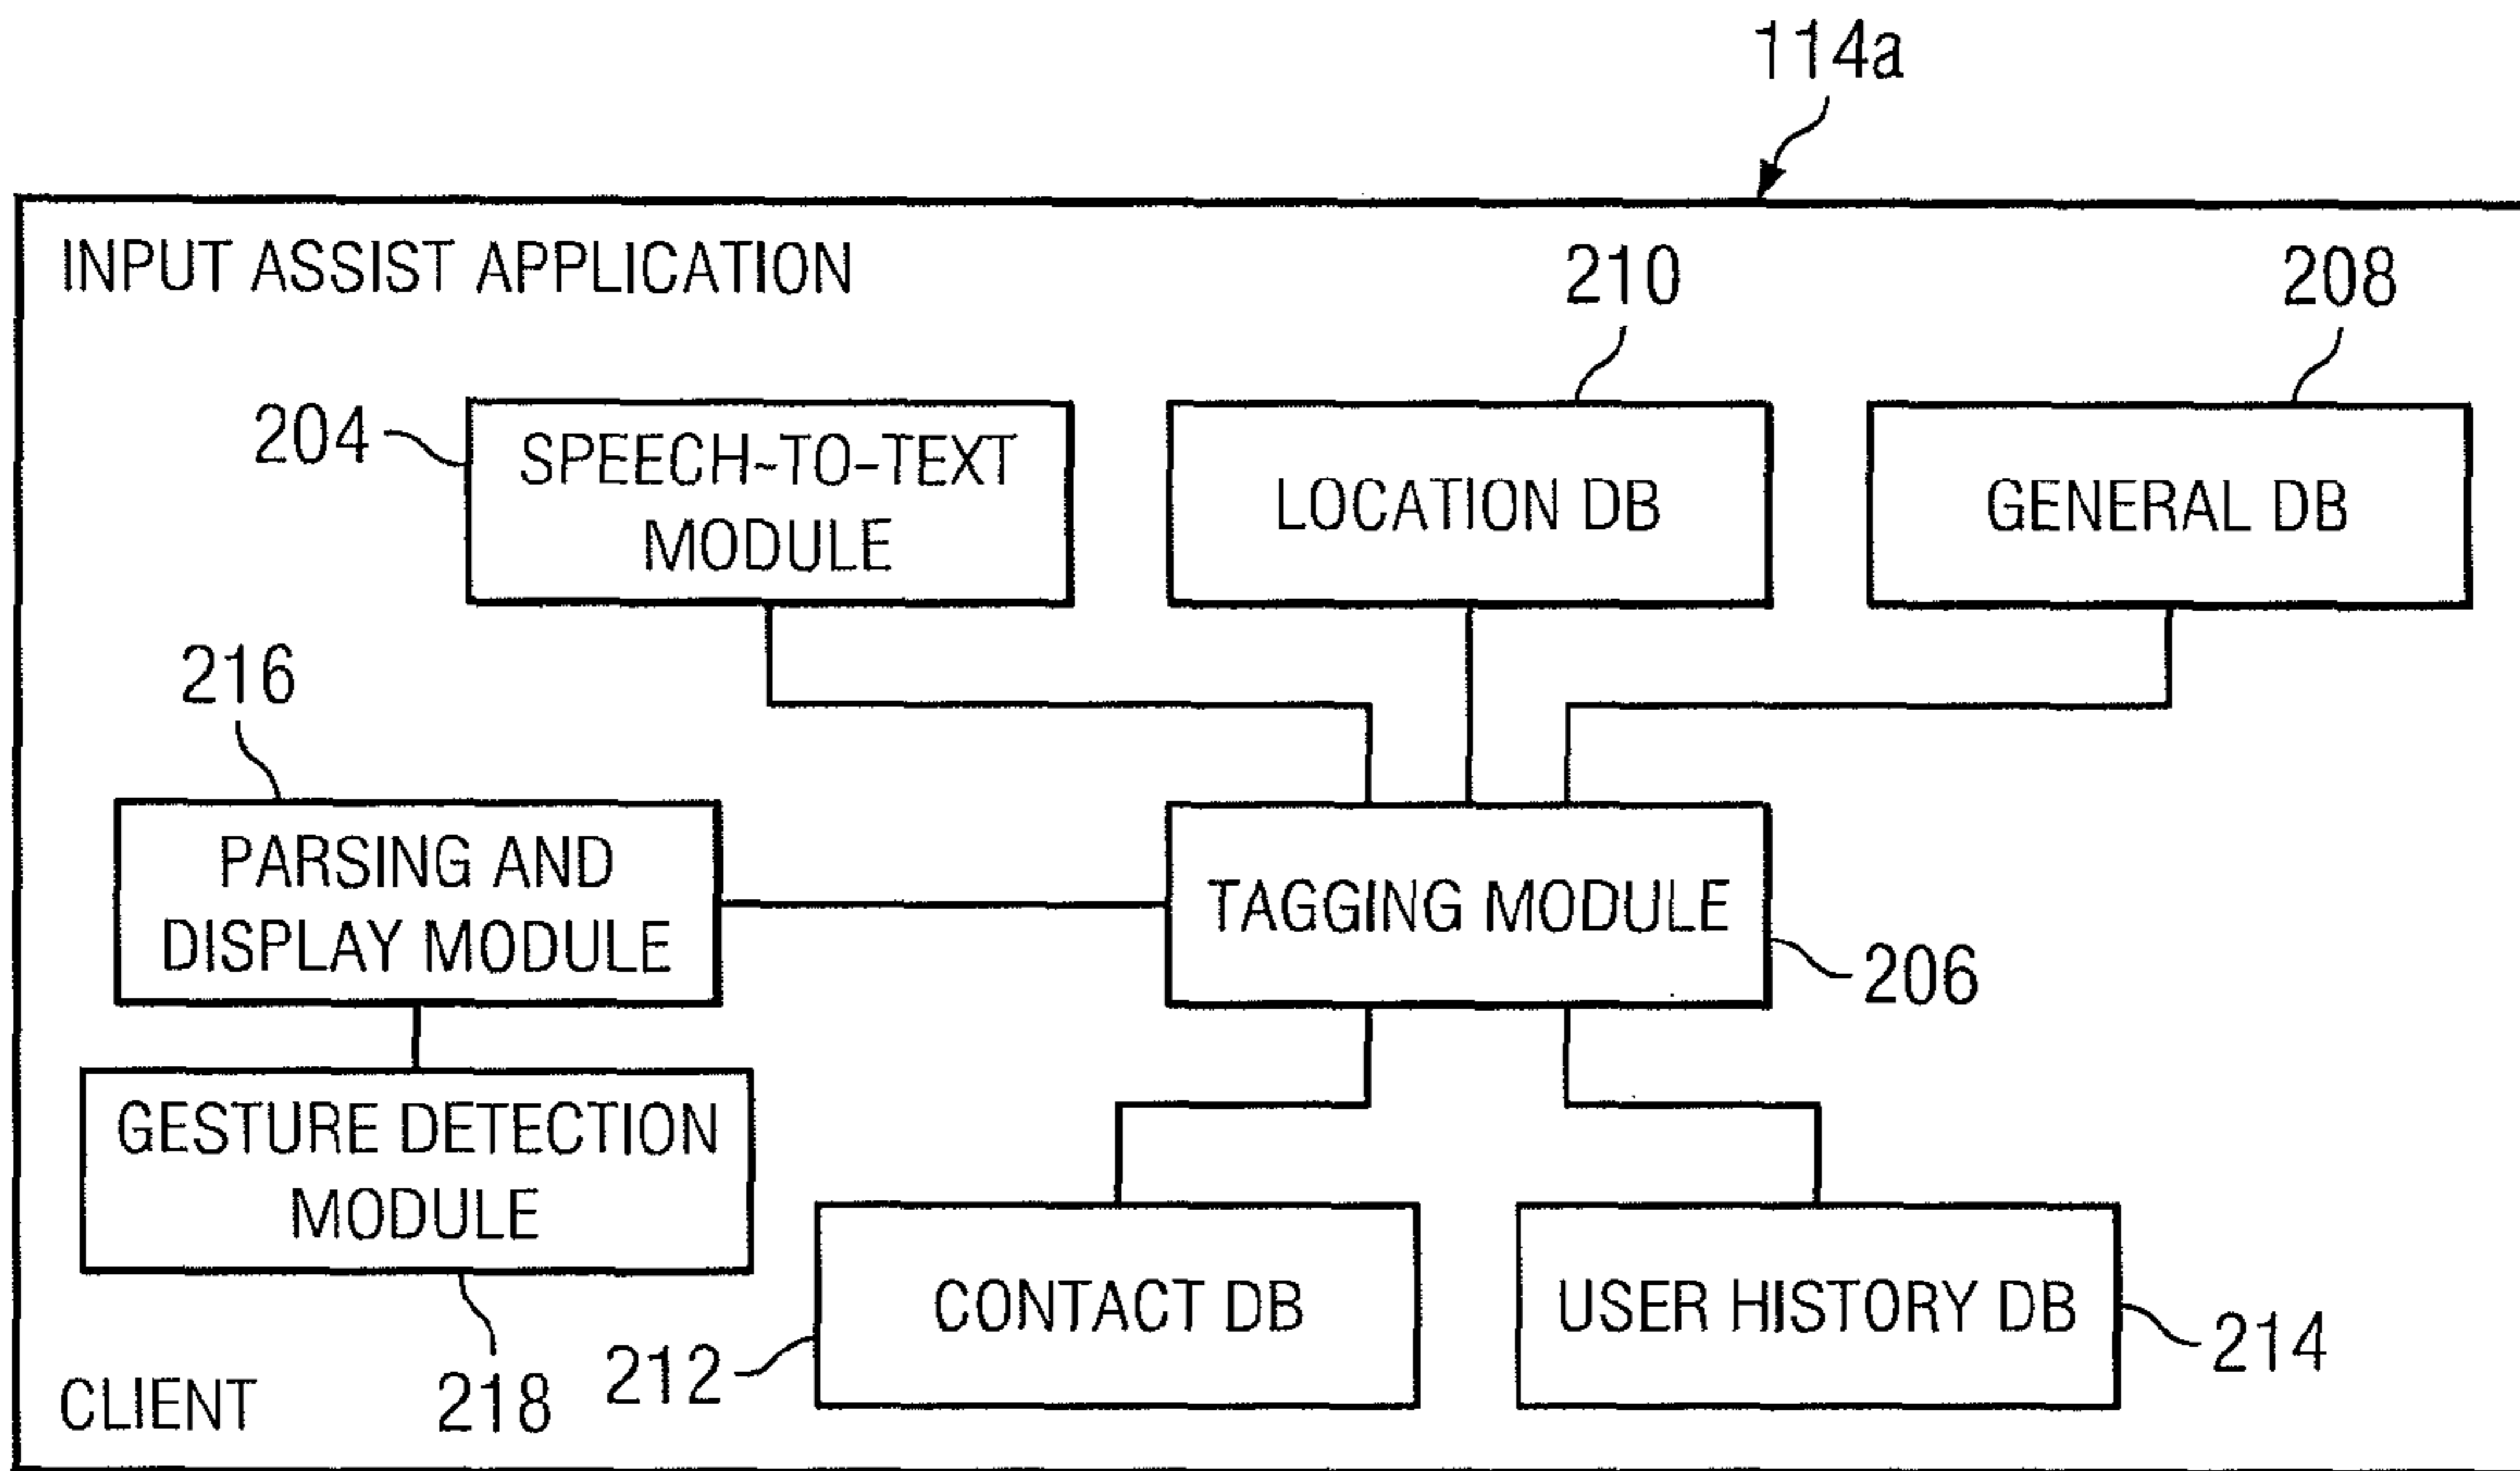 114a
INPUT ASSIST APPLICATION
210
208
204
SPEECH-TO-TEXT
MODULE
LOCATION DB
GENERAL DB
216
PARSING AND
DISPLAY MODULE
TAGGING MODULE
206
GESTURE DETECTION
MODULE
CONTACT DB
USER HISTORY DB
212
214
218
CLIENT